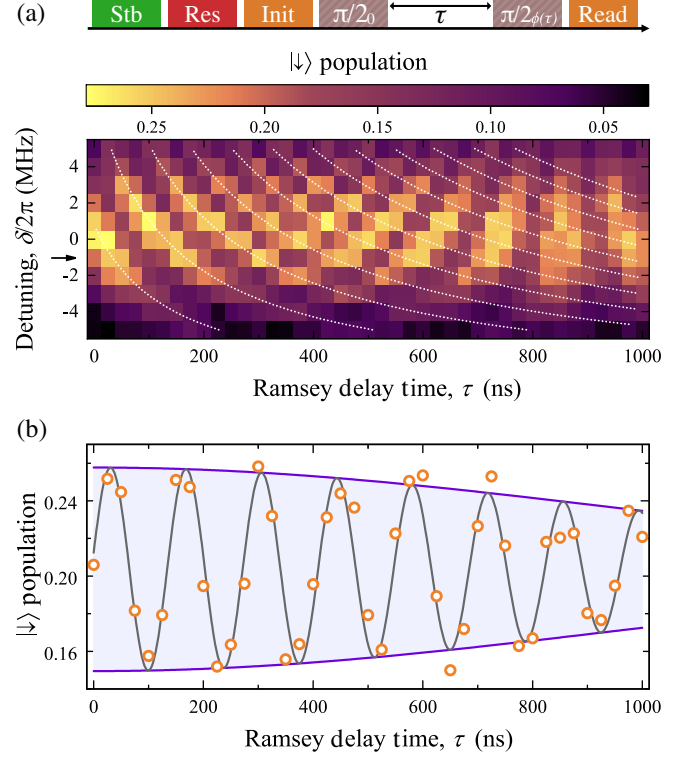 (a)
Stb Res Init π/2₀ τ π/2ϕ(τ) Read
|↓⟩ population
0.25 0.20 0.15 0.10 0.05
Detuning, δ/2π (MHz)
4
2
0
-2
-4
0 200 400 600 800 1000
Ramsey delay time, τ (ns)
(b)
|↓⟩ population
0.24
0.20
0.16
0 200 400 600 800 1000
Ramsey delay time, τ (ns)